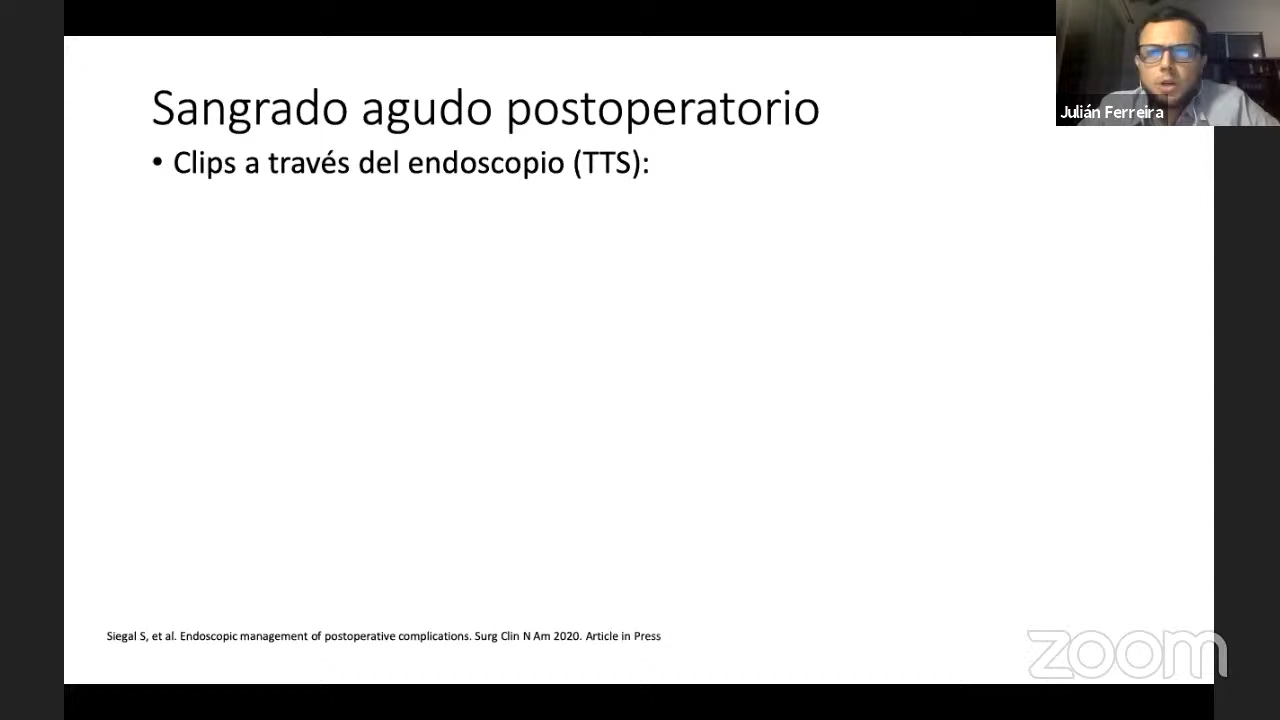 Sangrado agudo postoperatorio
• Clips a través del endoscopio (TTS):
Julián Ferreira
Siegal S, et al. Endoscopic management of postoperative complications. Surg Clin N Am 2020. Article in Press
zoom